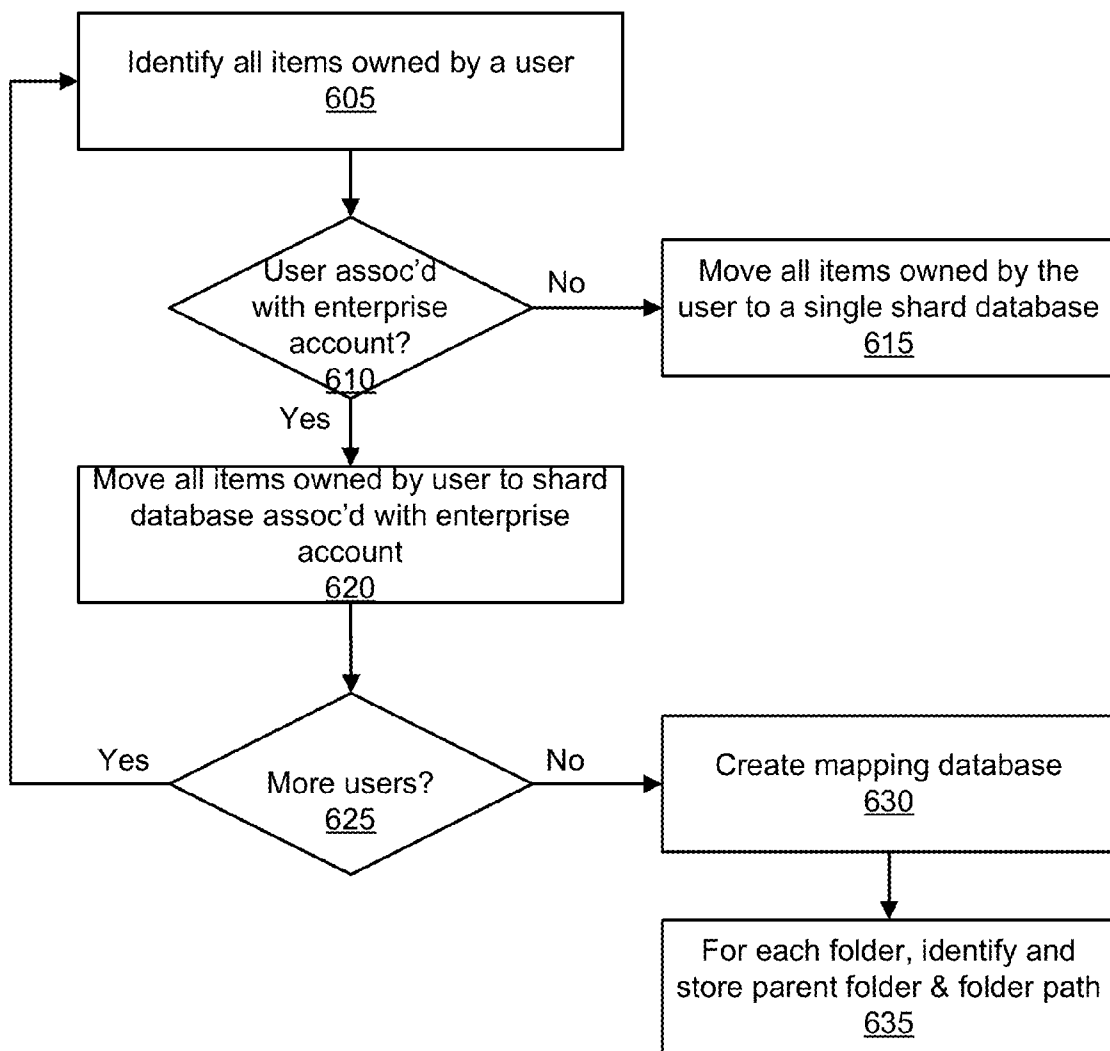 Identify all items owned by a user
605
User assoc’d
with enterprise
account?
610
No
Move all items owned by the
user to a single shard database
615
Yes
Move all items owned by user to shard
database assoc’d with enterprise
account
620
Yes
More users?
625
No
Create mapping database
630
For each folder, identify and
store parent folder & folder path
635